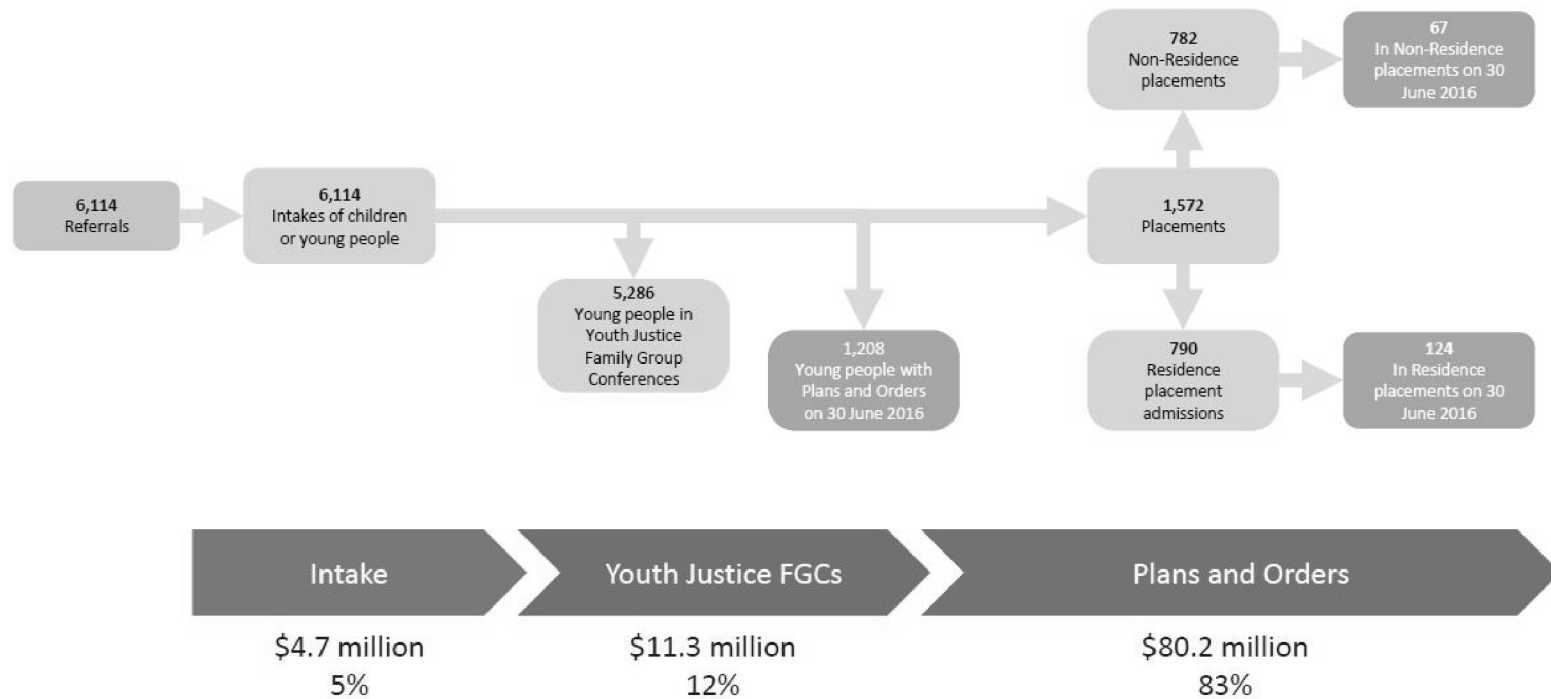 6,114
Referrals
6,114
Intakes of children
or young people
5,286
Young people in
Youth Justice
Family Group
Conferences
1,208
Young people with
Plans and Orders
on 30 June 2016
782
Non-Residence
placements
67
In Non-Residence
placements on 30
June 2016
1,572
Placements
790
Residence
placement
admissions
124
In Residence
placements on 30
June 2016
Intake
Youth Justice FGCs
Plans and Orders
$4.7 million
5%
$11.3 million
12%
$80.2 million
83%